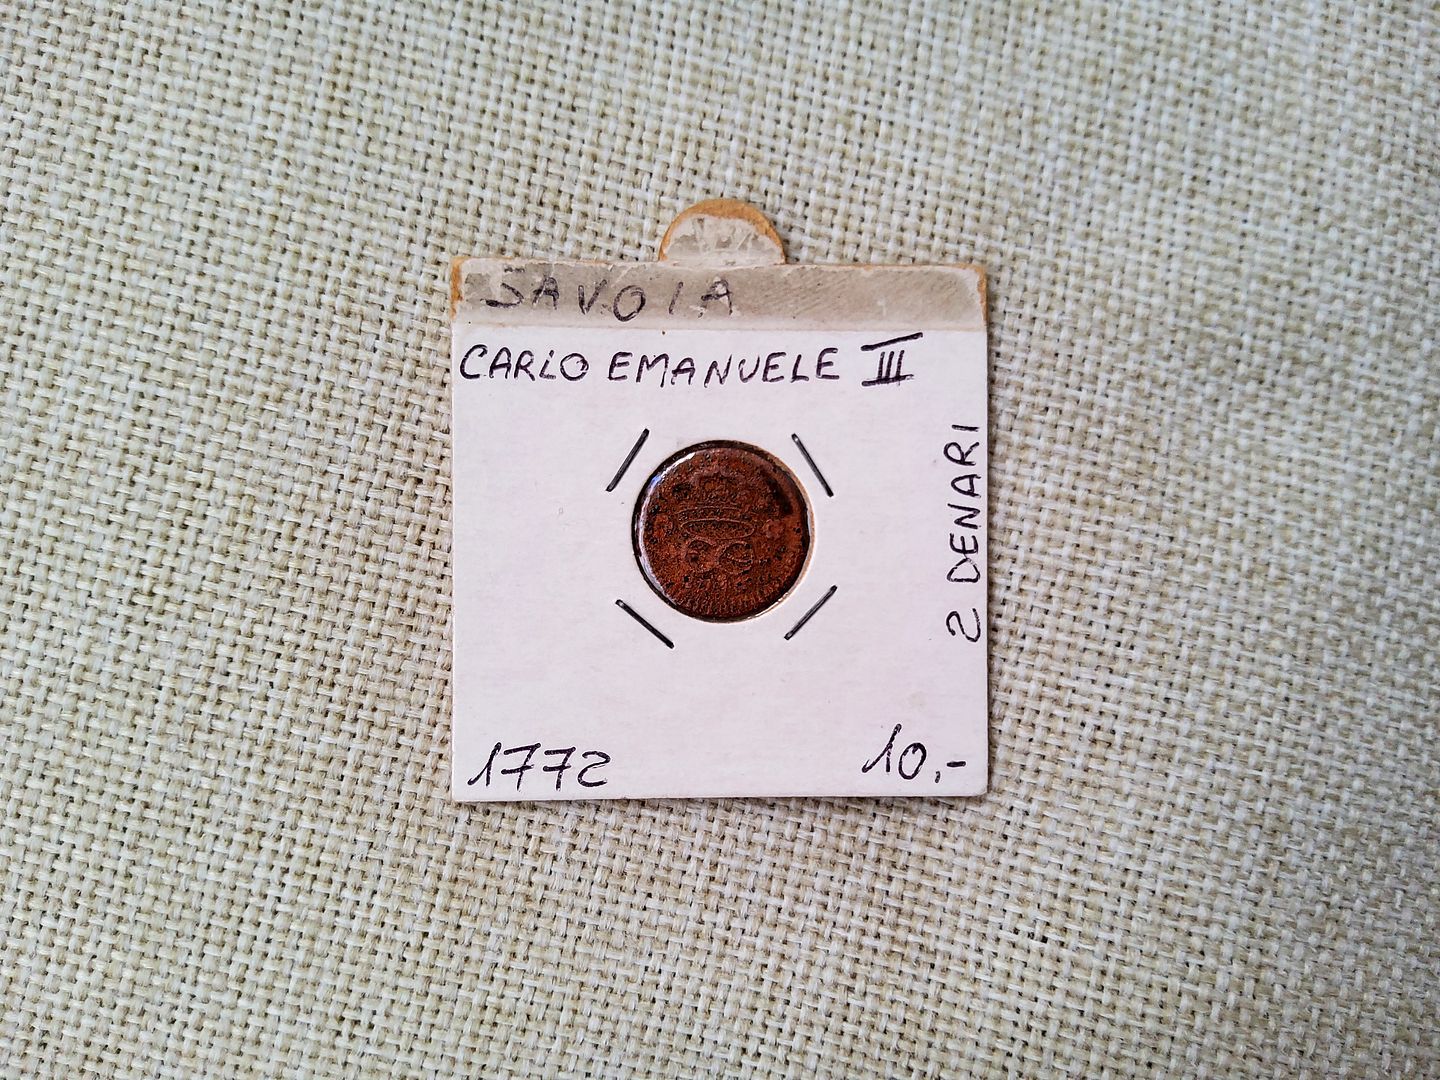 SAVOIA
CARLO EMANUELE III
2 DENARI
1772
10,-